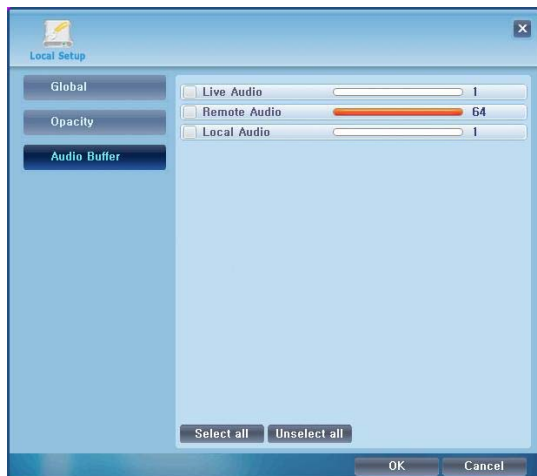 Local Setup
Global
Opacity
Audio Buffer
Live Audio 1
Remote Audio 64
Local Audio 1
Select all Unselect all
OK Cancel